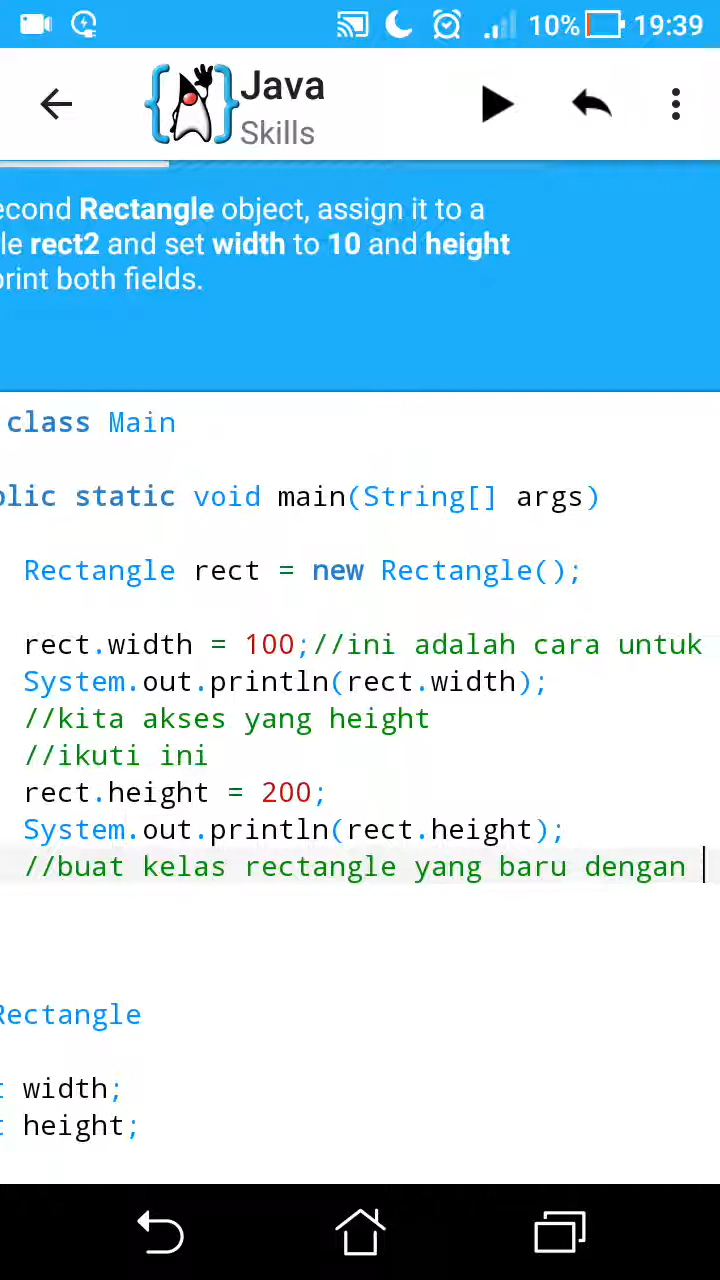 10% 19:39
Java
Skills
econd Rectangle object, assign it to a
le rect2 and set width to 10 and height
print both fields.
class Main
blic static void main(String[] args)
Rectangle rect = new Rectangle();
rect.width = 100;//ini adalah cara untuk
System.out.println(rect.width);
//kita akses yang height
//ikuti ini
rect.height = 200;
System.out.println(rect.height);
//buat kelas rectangle yang baru dengan
Rectangle
t width;
t height;